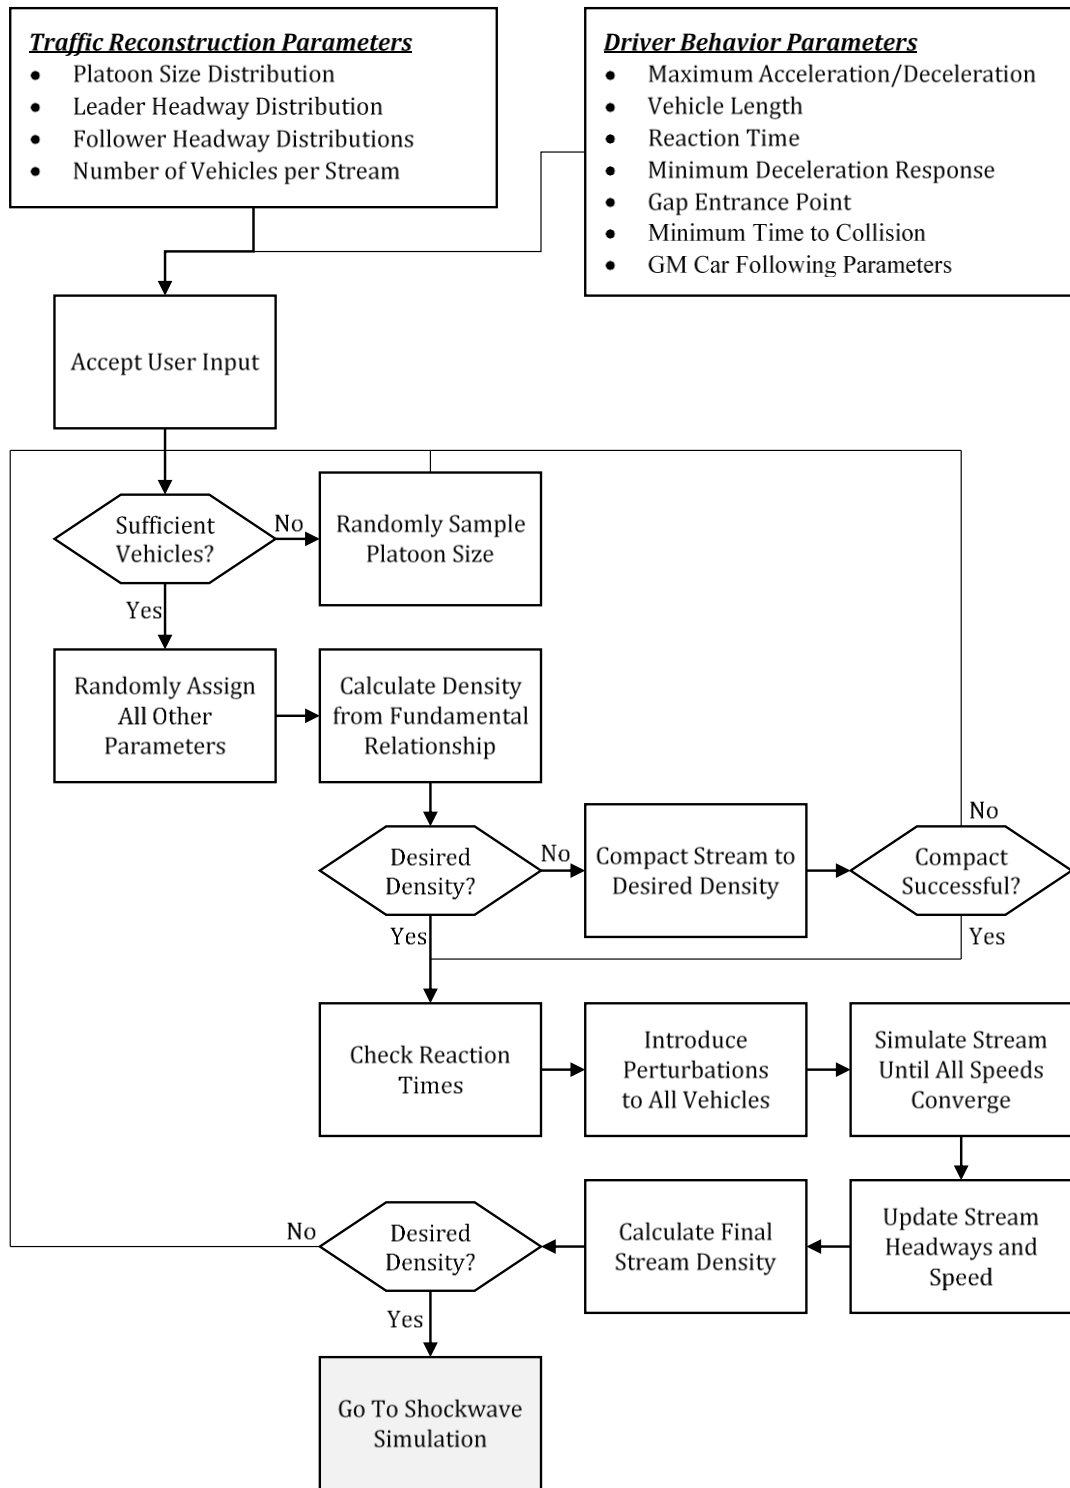 Traffic Reconstruction Parameters
• Platoon Size Distribution
• Leader Headway Distribution
• Follower Headway Distributions
• Number of Vehicles per Stream
Driver Behavior Parameters
• Maximum Acceleration/Deceleration
• Vehicle Length
• Reaction Time
• Minimum Deceleration Response
• Gap Entrance Point
• Minimum Time to Collision
• GM Car Following Parameters
Accept User Input
Sufficient
Vehicles?
No
Randomly Sample
Platoon Size
Yes
Randomly Assign
All Other
Parameters
Calculate Density
from Fundamental
Relationship
Desired
Density?
No
Compact Stream to
Desired Density
Compact
Successful?
No
Yes
Yes
Check Reaction
Times
Introduce
Perturbations
to All Vehicles
Simulate Stream
Until All Speeds
Converge
Update Stream
Headways and
Speed
Calculate Final
Stream Density
Desired
Density?
No
Yes
Go To Shockwave
Simulation